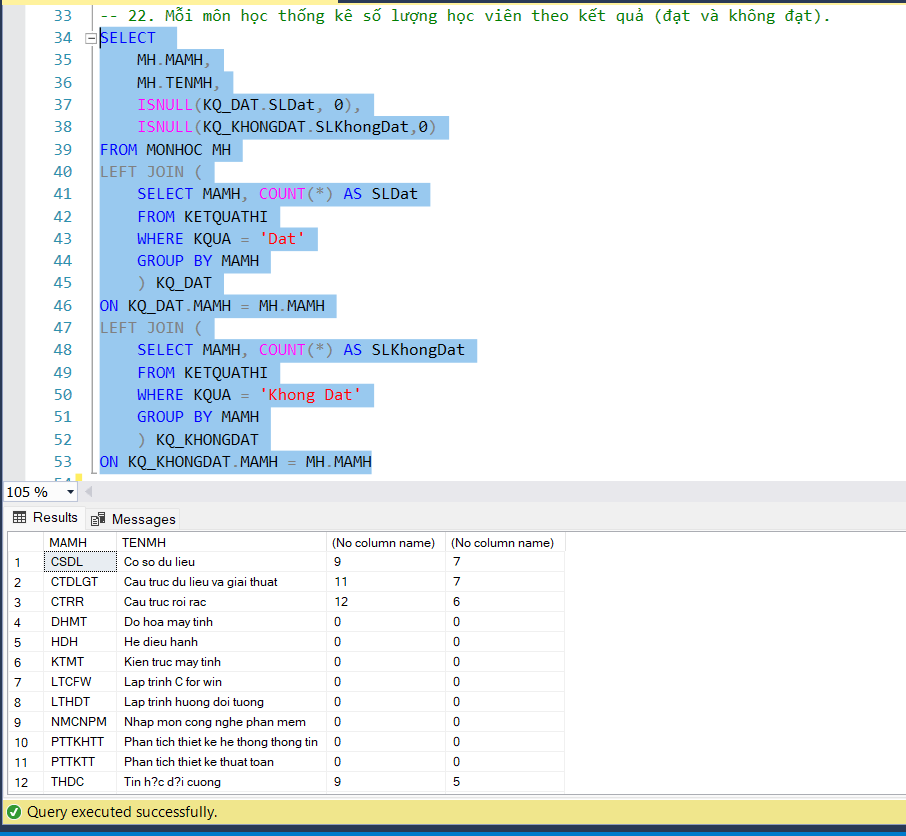 33 -- 22. Mỗi môn học thống kê số lượng học viên theo kết quả (đạt và không đạt).
34 SELECT
35 MH.MAMH,
36 MH.TENMH,
37 ISNULL(KQ_DAT.SLDat, 0),
38 ISNULL(KQ_KHONGDAT.SLKhongDat,0)
39 FROM MONHOC MH
40 LEFT JOIN (
41 SELECT MAMH, COUNT(*) AS SLDat
42 FROM KETQUATHI
43 WHERE KQUA = 'Dat'
44 GROUP BY MAMH
45 ) KQ_DAT
46 ON KQ_DAT.MAMH = MH.MAMH
47 LEFT JOIN (
48 SELECT MAMH, COUNT(*) AS SLKhongDat
49 FROM KETQUATHI
50 WHERE KQUA = 'Khong Dat'
51 GROUP BY MAMH
52 ) KQ_KHONGDAT
53 ON KQ_KHONGDAT.MAMH = MH.MAMH
105 %
Results Messages
MAMH TENMH (No column name) (No column name)
1 CSDL Co so du lieu 9 7
2 CTDLGT Cau truc du lieu va giai thuat 11 7
3 CTRR Cau truc roi rac 12 6
4 DHMT Do hoa may tinh 0 0
5 HDH He dieu hanh 0 0
6 KTMT Kien truc may tinh 0 0
7 LTCFW Lap trinh C for win 0 0
8 LTHDT Lap trinh huong doi tuong 0 0
9 NMCNPM Nhap mon cong nghe phan mem 0 0
10 PTTKHTT Phan tich thiet ke he thong thong tin 0 0
11 PTTKTT Phan tich thiet ke thuat toan 0 0
12 THDC Tin h?c d?i cuong 9 5
Query executed successfully.